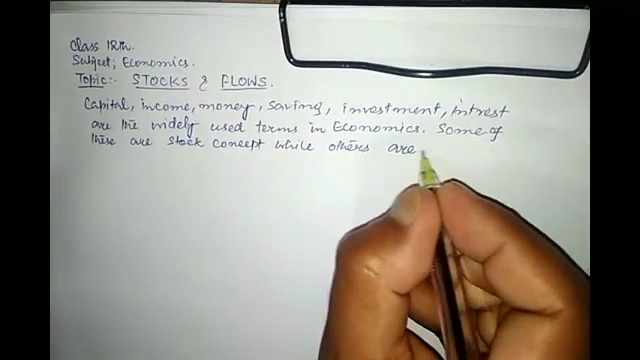 Class 12th.
Subject; Economics.
Topic:- STOCKS & FLOWS.
Capital, income, money, saving, investment, intrest
are the widely used terms in Economics. Some of
these are stock concept while others are